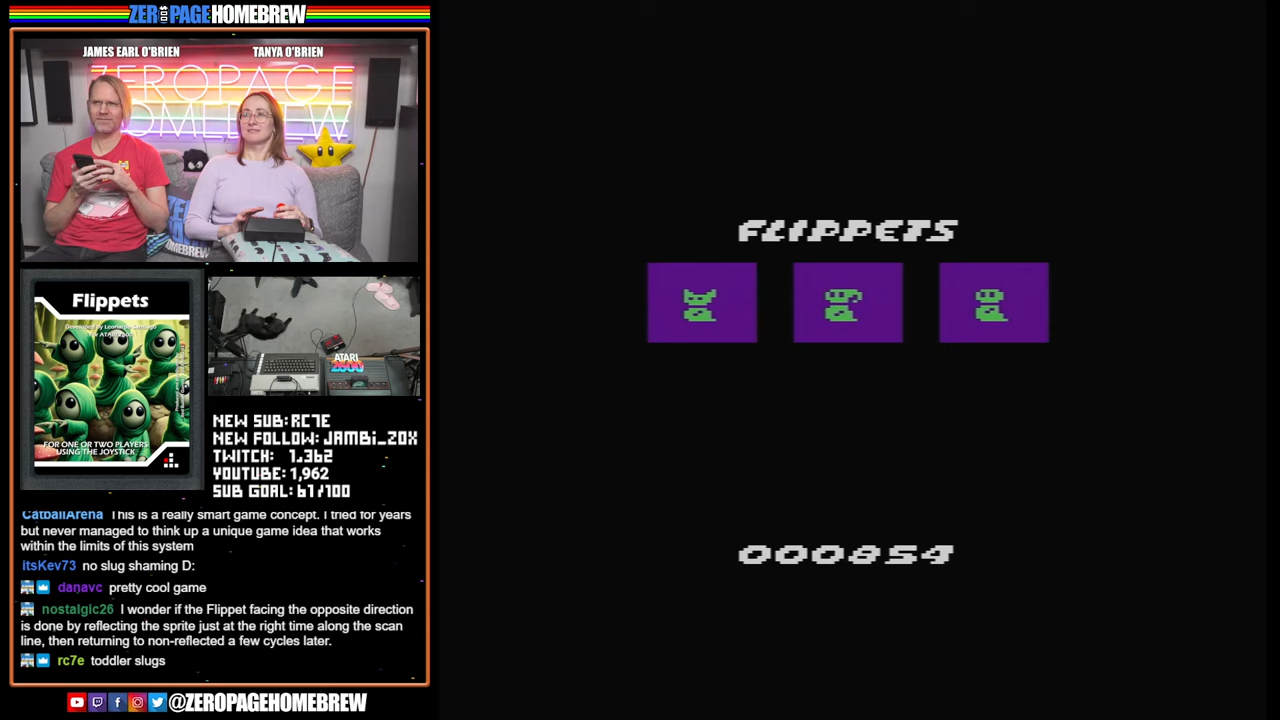 ZEROPAGE HOMEBREW
JAMES EARL O'BRIEN
TANYA O'BRIEN
ZEROPAGE
HOMEBREW
Flippets
FOR ONE OR TWO PLAYERS
USING THE JOYSTICK
ATARI
2600
NEW SUB: RC7E
NEW FOLLOW: JAMBI_ZOX
TWITCH: 1,362
YOUTUBE: 1,962
SUB GOAL: 67/100
CatballArena This is a really smart game concept. I tried for years
but never managed to think up a unique game idea that works
within the limits of this system
itsKev73 no slug shaming D:
danavc pretty cool game
nostalgic26 I wonder if the Flippet facing the opposite direction
is done by reflecting the sprite just at the right time along the scan
line, then returning to non-reflected a few cycles later.
rc7e toddler slugs
@ZEROPAGEHOMEBREW
FLIPPETS
000854